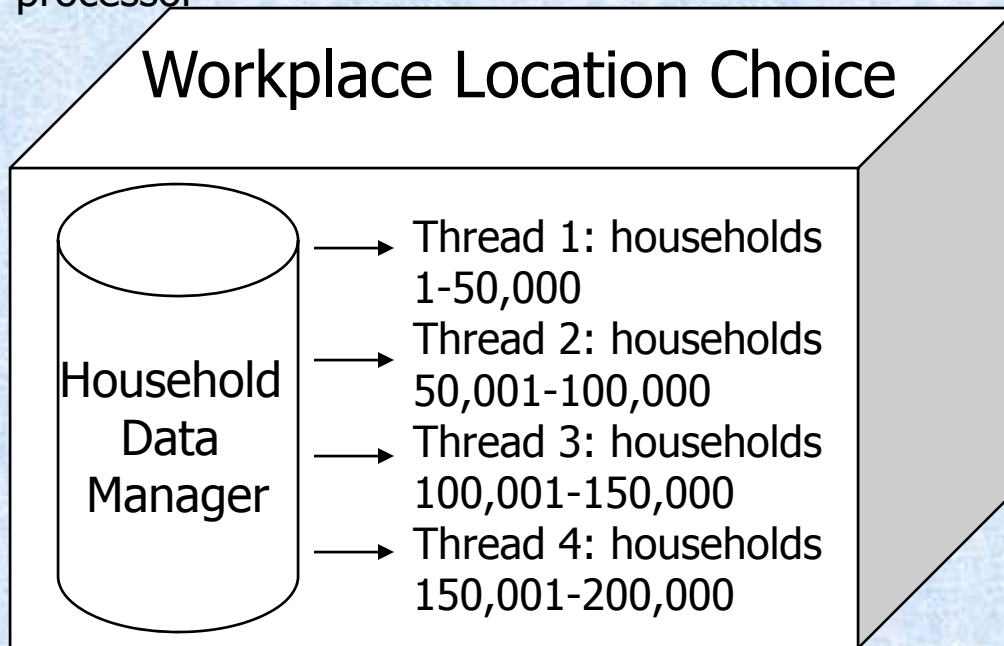 processor
Workplace Location Choice
Household
Data
Manager
Thread 1: households
1-50,000
Thread 2: households
50,001-100,000
Thread 3: households
100,001-150,000
Thread 4: households
150,001-200,000